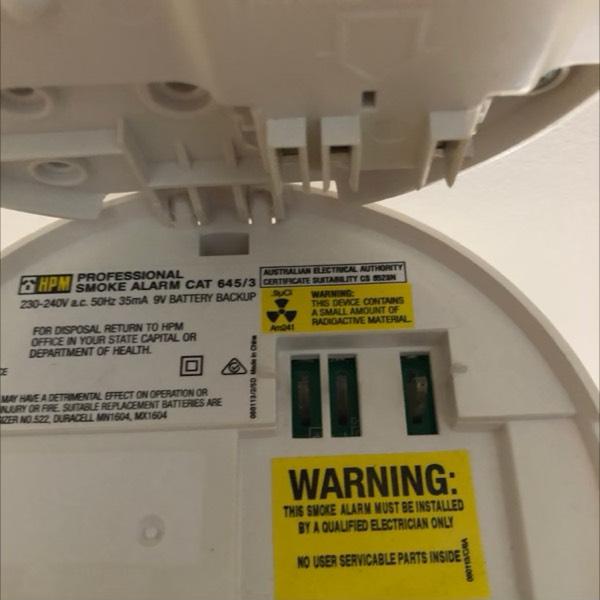 HPM PROFESSIONAL
SMOKE ALARM CAT 645/3
230-240V a.c. 50Hz 35mA 9V BATTERY BACKUP
AUSTRALIAN ELECTRICAL AUTHORITY
CERTIFICATE SUITABILITY CS 8528N
WARNING:
THIS DEVICE CONTAINS
A SMALL AMOUNT OF
RADIOACTIVE MATERIAL
Am241
FOR DISPOSAL RETURN TO HPM
OFFICE IN YOUR STATE CAPITAL OR
DEPARTMENT OF HEALTH.
Made in China
MAY HAVE A DETRIMENTAL EFFECT ON OPERATION OR
NJURY OR FIRE. SUITABLE REPLACEMENT BATTERIES ARE
IZER NO.522, DURACELL MN1604, MX1604
WARNING:
THIS SMOKE ALARM MUST BE INSTALLED
BY A QUALIFIED ELECTRICIAN ONLY
NO USER SERVICABLE PARTS INSIDE